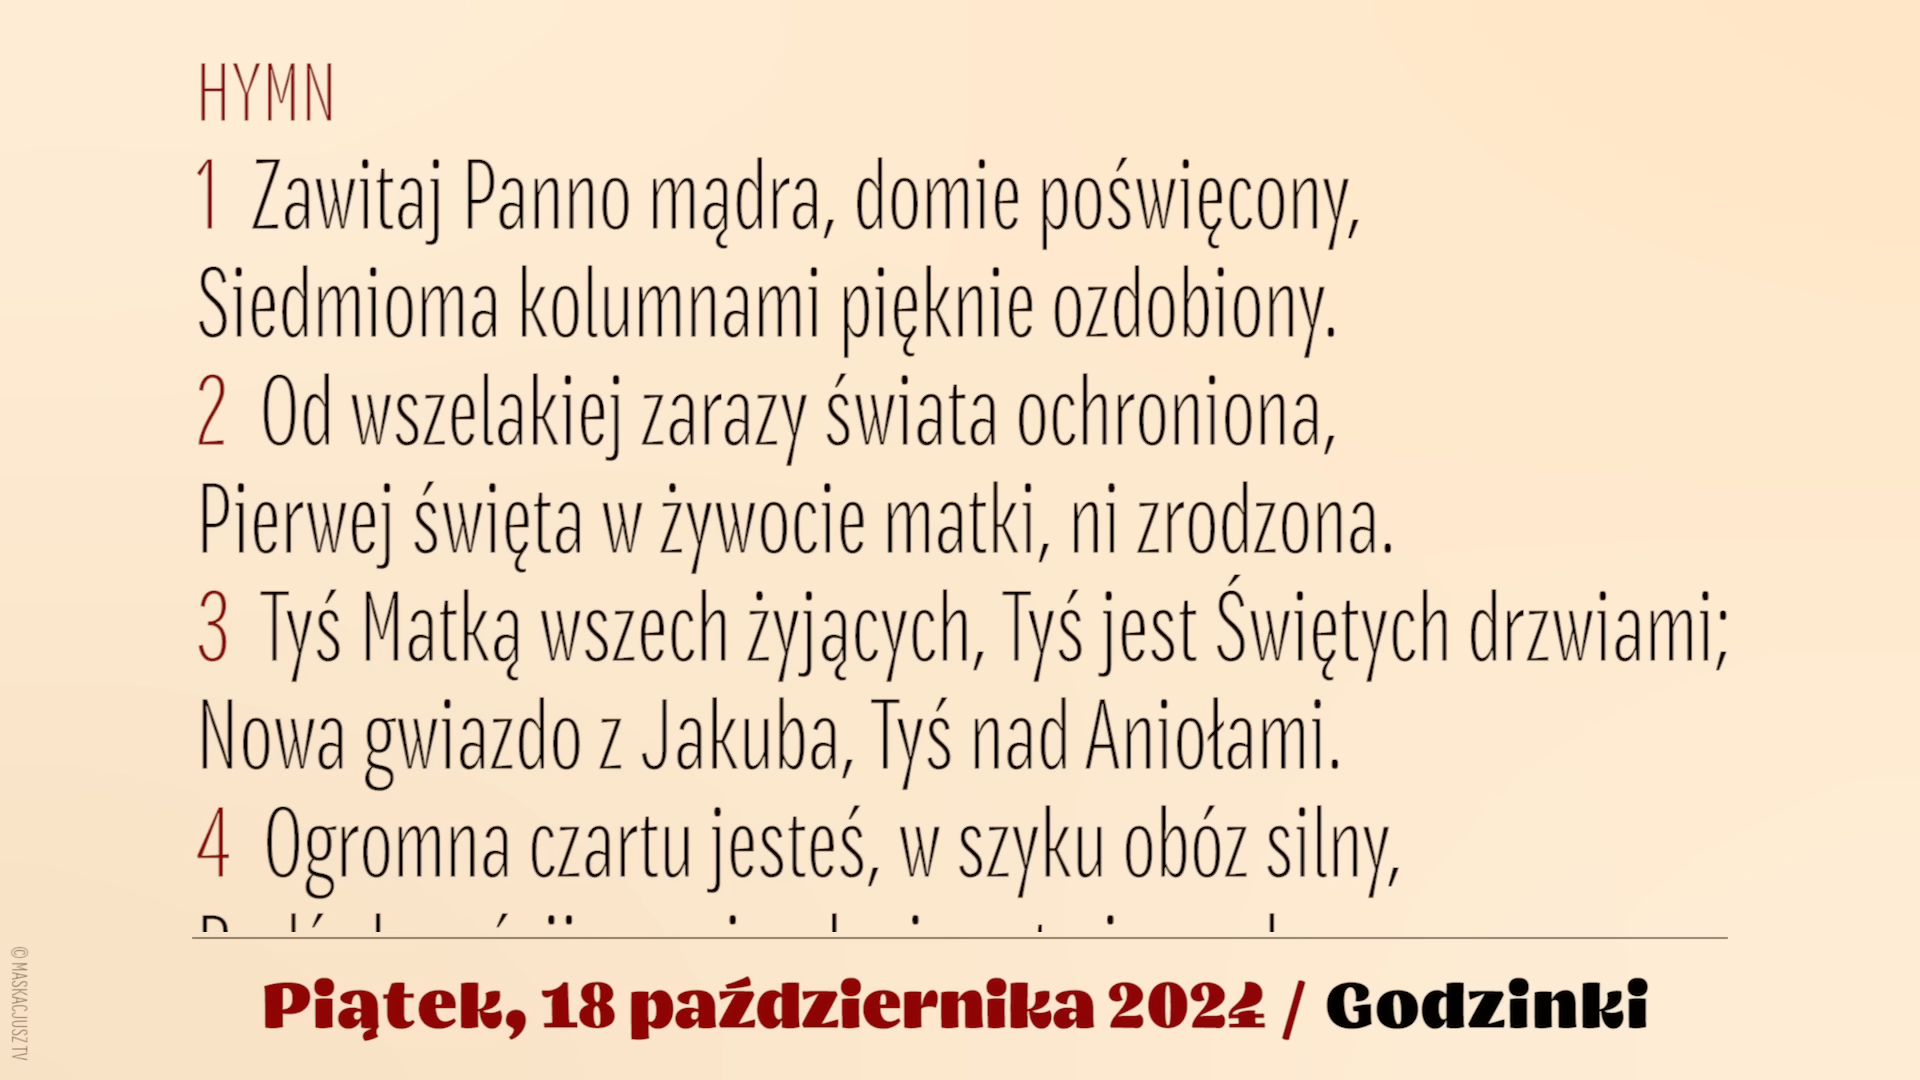 HYMN
1 Zawitaj Panno mądra, domie poświęcony,
Siedmioma kolumnami pięknie ozdobiony.
2 Od wszelakiej zarazy świata ochroniona,
Pierwej święta w żywocie matki, ni zrodzona.
3 Tyś Matką wszech żyjących, Tyś jest Świętych drzwiami;
Nowa gwiazdo z Jakuba, Tyś nad Aniołami.
4 Ogromna czartu jesteś, w szyku obóz silny,
Piątek, 18 października 2024 / Godzinki
© MASKACJUSZ TV